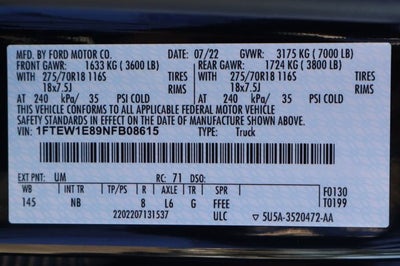 MFD. BY FORD MOTOR CO. 07/22 GVWR: 3175 KG ( 7000 LB)
FRONT GAWR: 1633 KG ( 3600 LB) REAR GAWR: 1724 KG ( 3800 LB)
WITH 275/70R18 116S TIRES WITH 275/70R18 116S TIRES
18x7.5J RIMS 18x7.5J RIMS
AT 240 kPa/ 35 PSI COLD AT 240 kPa/ 35 PSI COLD
THIS VEHICLE CONFORMS TO ALL APPLICABLE FEDERAL MOTOR VEHICLE
SAFETY STANDARDS IN EFFECT ON THE DATE OF MANUFACTURE SHOWN ABOVE.
VIN: 1FTEW1E89NFB08615 TYPE: Truck
EXT PNT: UM RC: 71 DSO: F0130
WB INT TR TP/PS R AXLE TR SPR T0199
145 NB 8 L6 G FFEE
2202207131537 ULC 5U5A-3520472-AA